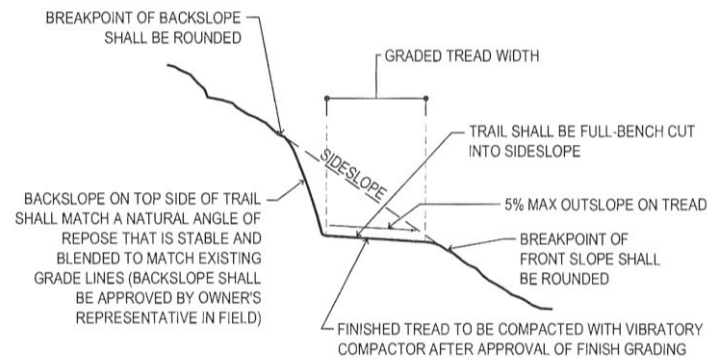 BREAKPOINT OF BACKSLOPE
SHALL BE ROUNDED
GRADED TREAD WIDTH
TRAIL SHALL BE FULL-BENCH CUT
INTO SIDESLOPE
SIDESLOPE
5% MAX OUTSLOPE ON TREAD
BACKSLOPE ON TOP SIDE OF TRAIL
SHALL MATCH A NATURAL ANGLE OF
REPOSE THAT IS STABLE AND
BLENDED TO MATCH EXISTING
GRADE LINES (BACKSLOPE SHALL
BE APPROVED BY OWNER'S
REPRESENTATIVE IN FIELD)
BREAKPOINT OF
FRONT SLOPE SHALL
BE ROUNDED
FINISHED TREAD TO BE COMPACTED WITH VIBRATORY
COMPACTOR AFTER APPROVAL OF FINISH GRADING